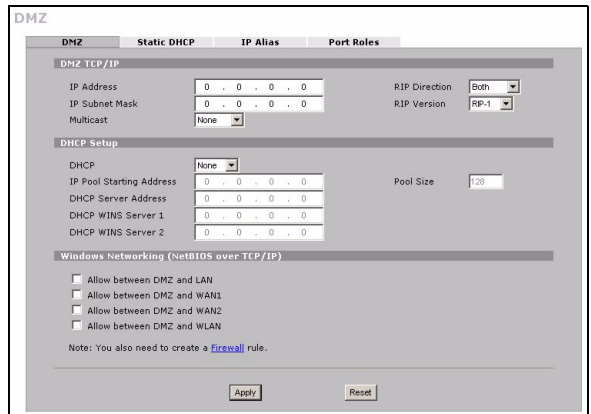 DMZ
DMZ Static DHCP IP Alias Port Roles
DMZ TCP/IP
IP Address 0 . 0 . 0 . 0 RIP Direction Both
IP Subnet Mask 0 . 0 . 0 . 0 RIP Version RIP-1
Multicast None
DHCP Setup
DHCP None
IP Pool Starting Address 0 . 0 . 0 . 0 Pool Size 128
DHCP Server Address 0 . 0 . 0 . 0
DHCP WINS Server 1 0 . 0 . 0 . 0
DHCP WINS Server 2 0 . 0 . 0 . 0
Windows Networking (NetBIOS over TCP/IP)
Allow between DMZ and LAN
Allow between DMZ and WAN1
Allow between DMZ and WAN2
Allow between DMZ and WLAN
Note: You also need to create a Firewall rule.
Apply Reset